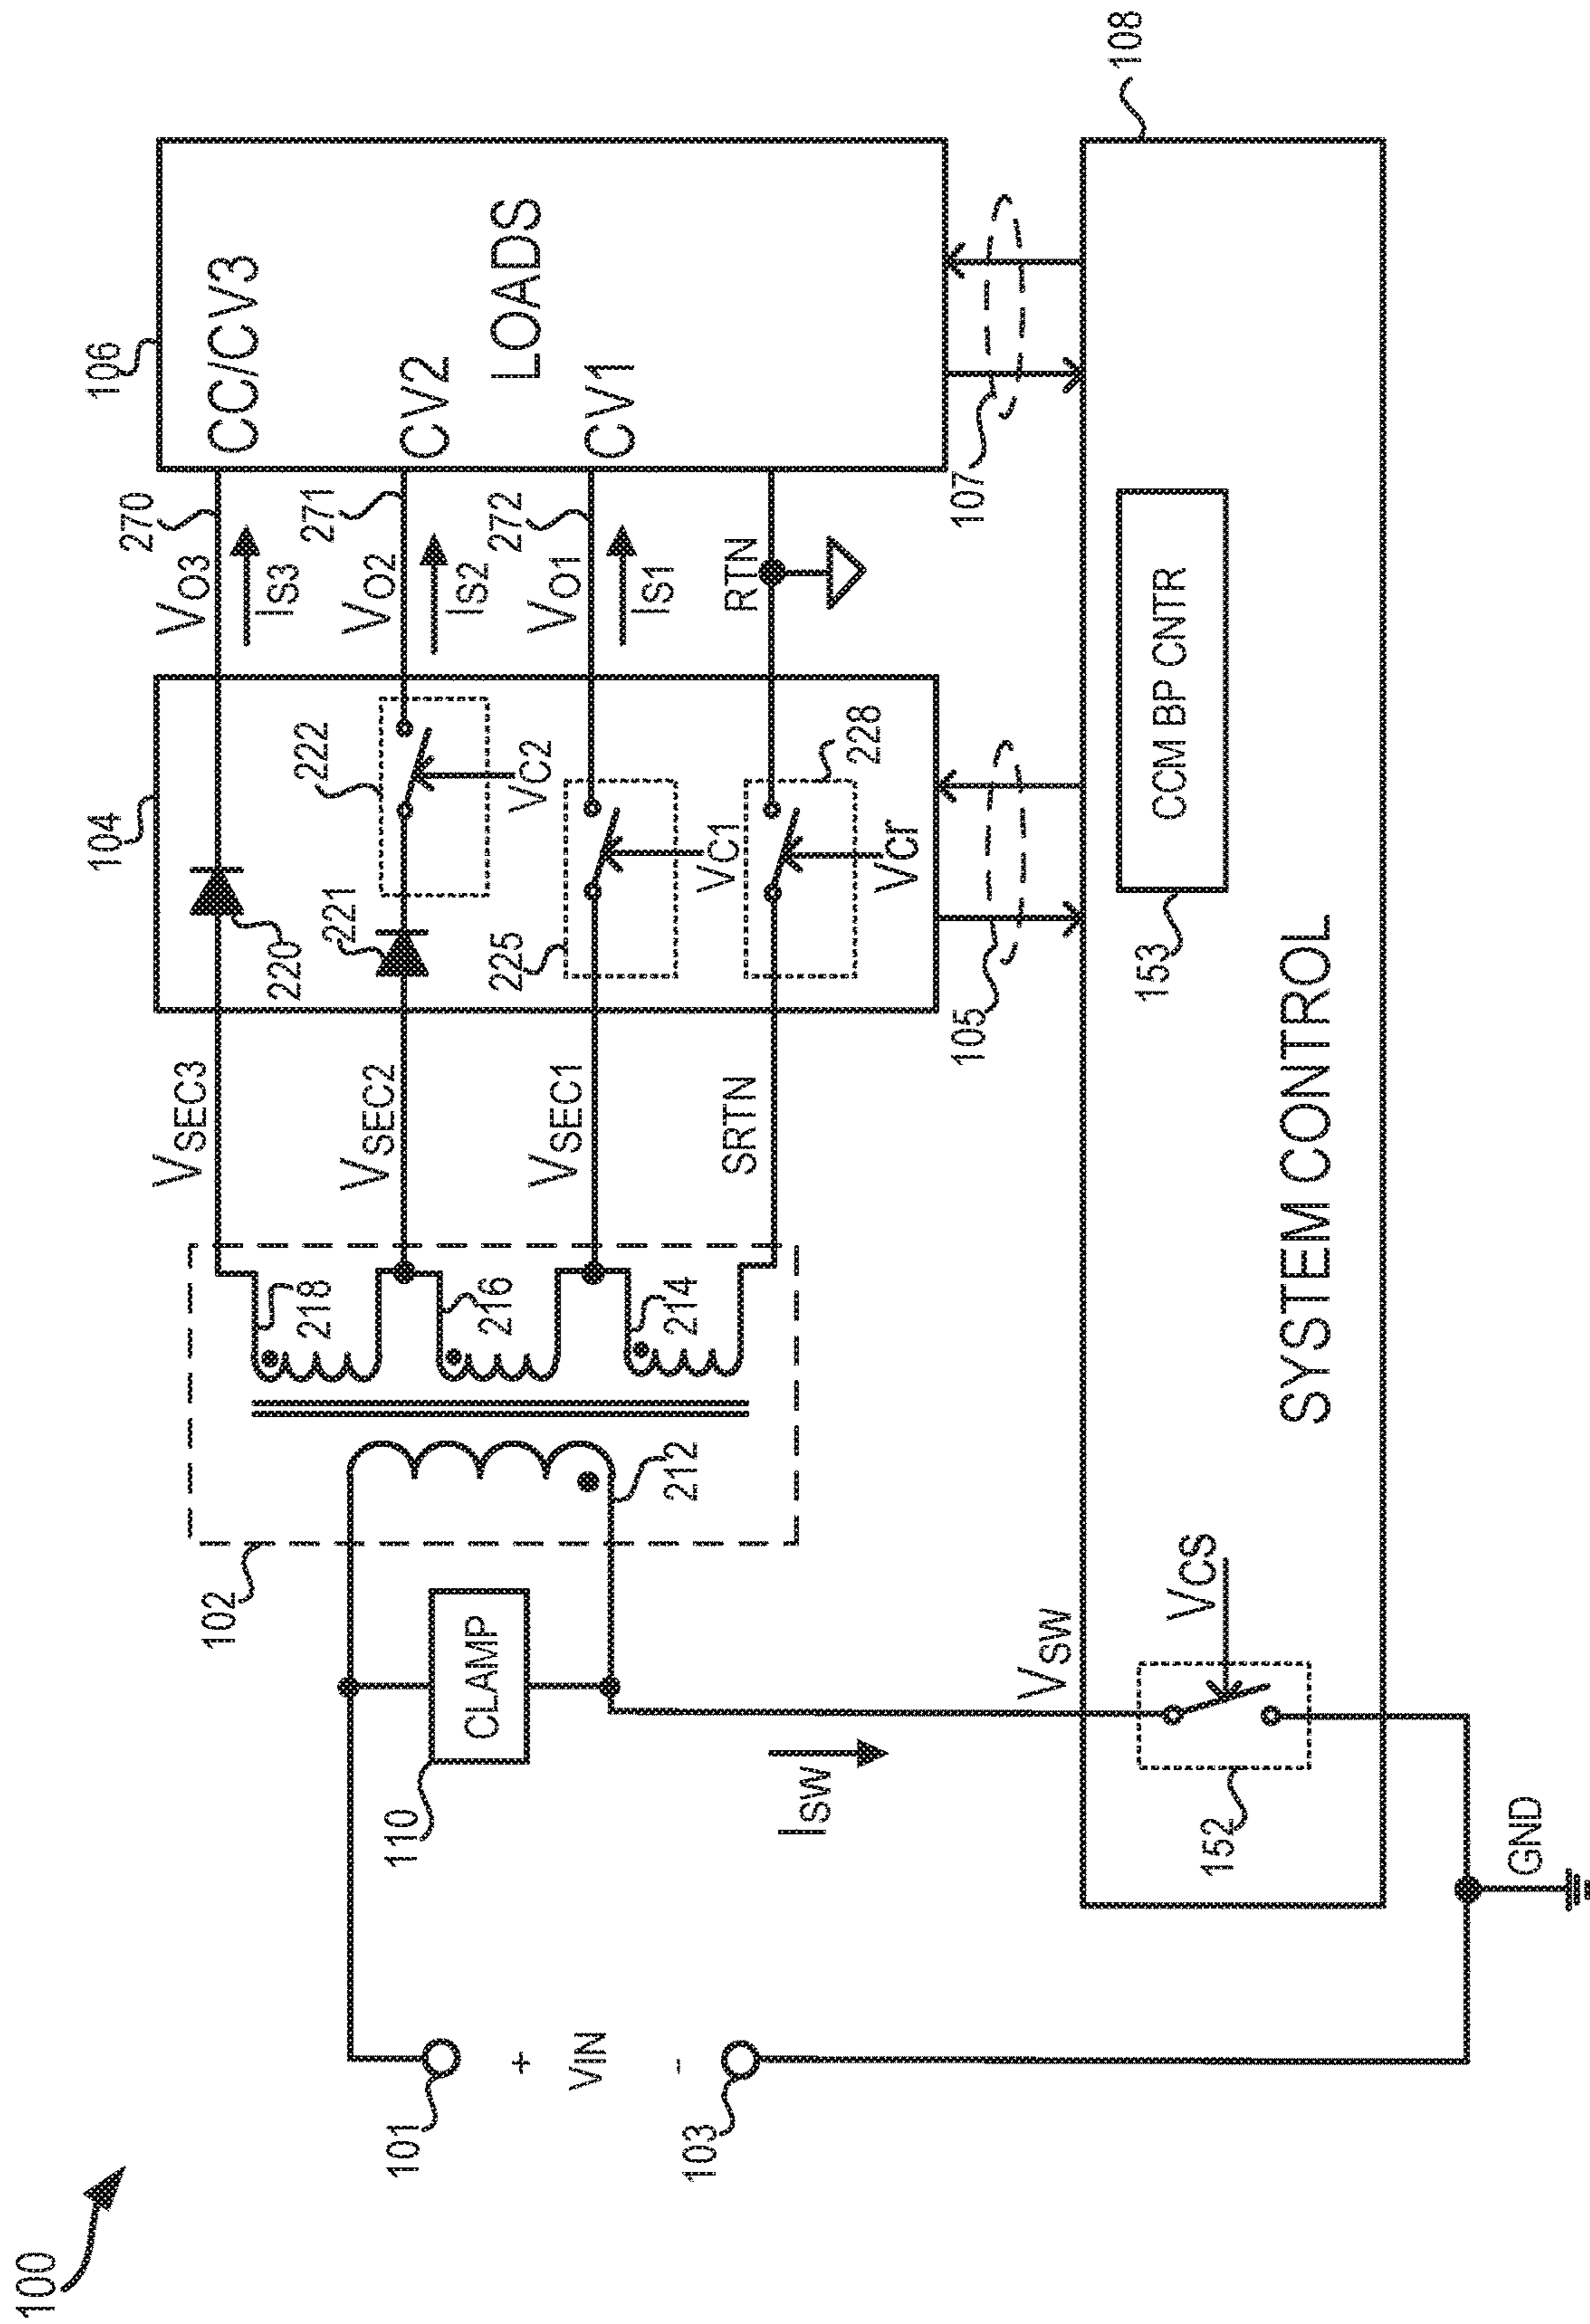 100
101
+
VIN
-
103
102
110
CLAMP
212
218
216
214
VSEC3
VSEC2
VSEC1
SRTN
104
220
221
222
VC2
225
VC1
228
VCr
VO3
270
IS3
VO2
271
IS2
VO1
272
IS1
RTN
106
CC/CV3
CV2
LOADS
CV1
105
107
ISW
VSW
VCS
152
GND
SYSTEM CONTROL
153
CCM BP CNTR
108